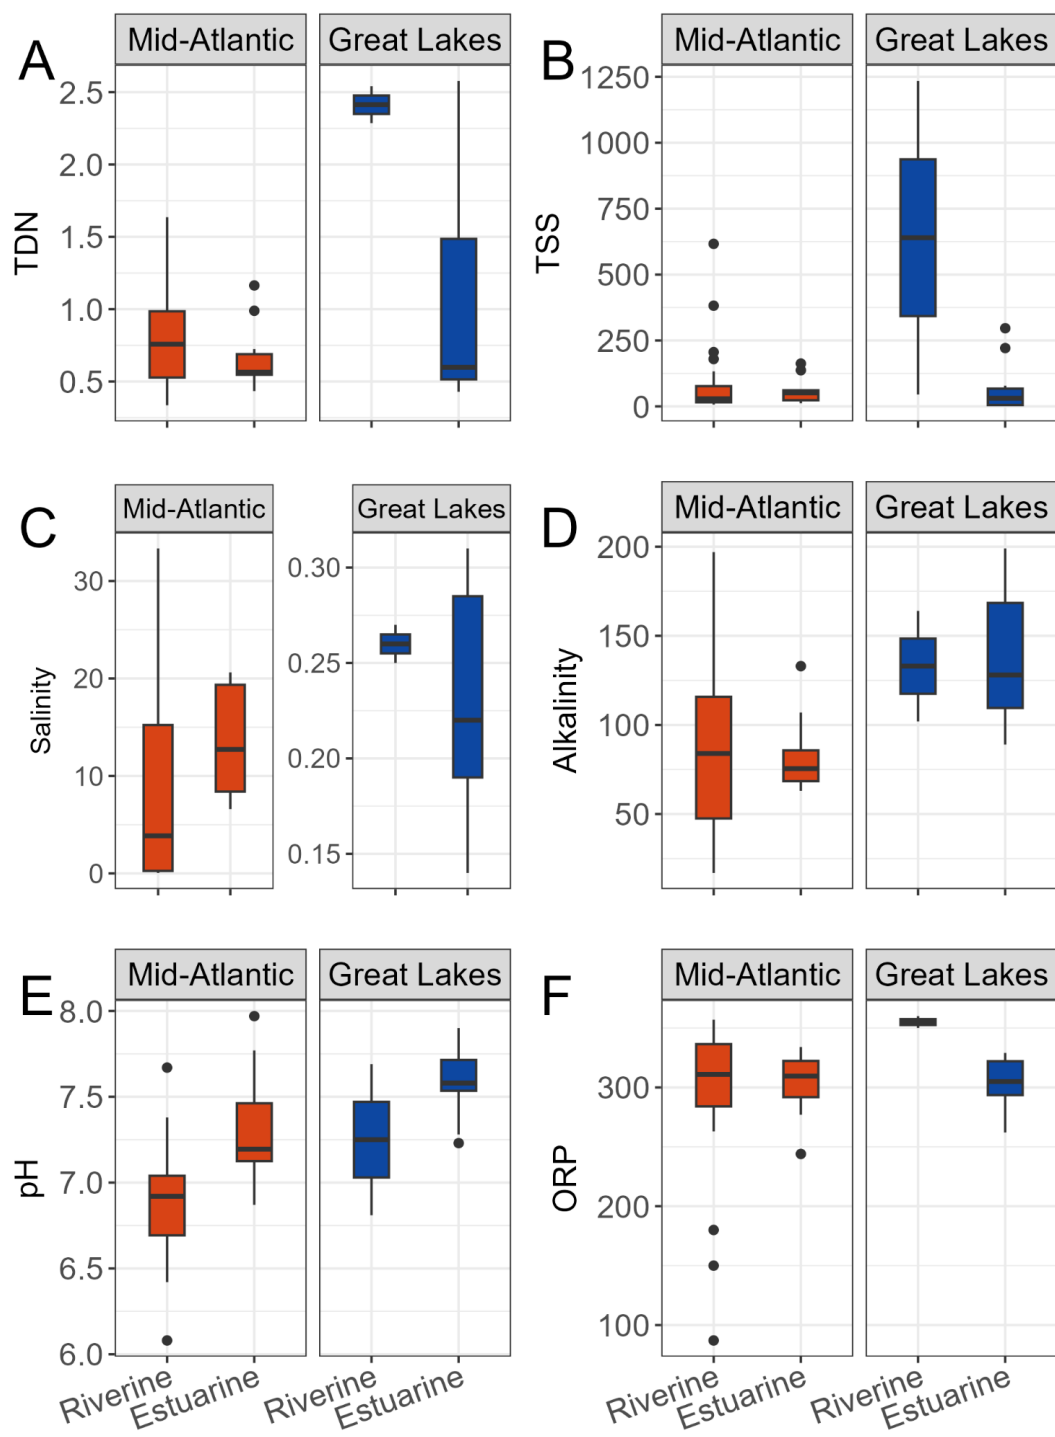 A
Mid-Atlantic
Great Lakes
TDN
2.5
2.0
1.5
1.0
0.5
B
Mid-Atlantic
Great Lakes
TSS
1250
1000
750
500
250
0
C
Mid-Atlantic
Great Lakes
Salinity
30
20
10
0
0.30
0.25
0.20
0.15
D
Mid-Atlantic
Great Lakes
Alkalinity
200
150
100
50
E
Mid-Atlantic
Great Lakes
pH
8.0
7.5
7.0
6.5
6.0
Riverine
Estuarine
Riverine
Estuarine
F
Mid-Atlantic
Great Lakes
ORP
300
200
100
Riverine
Estuarine
Riverine
Estuarine